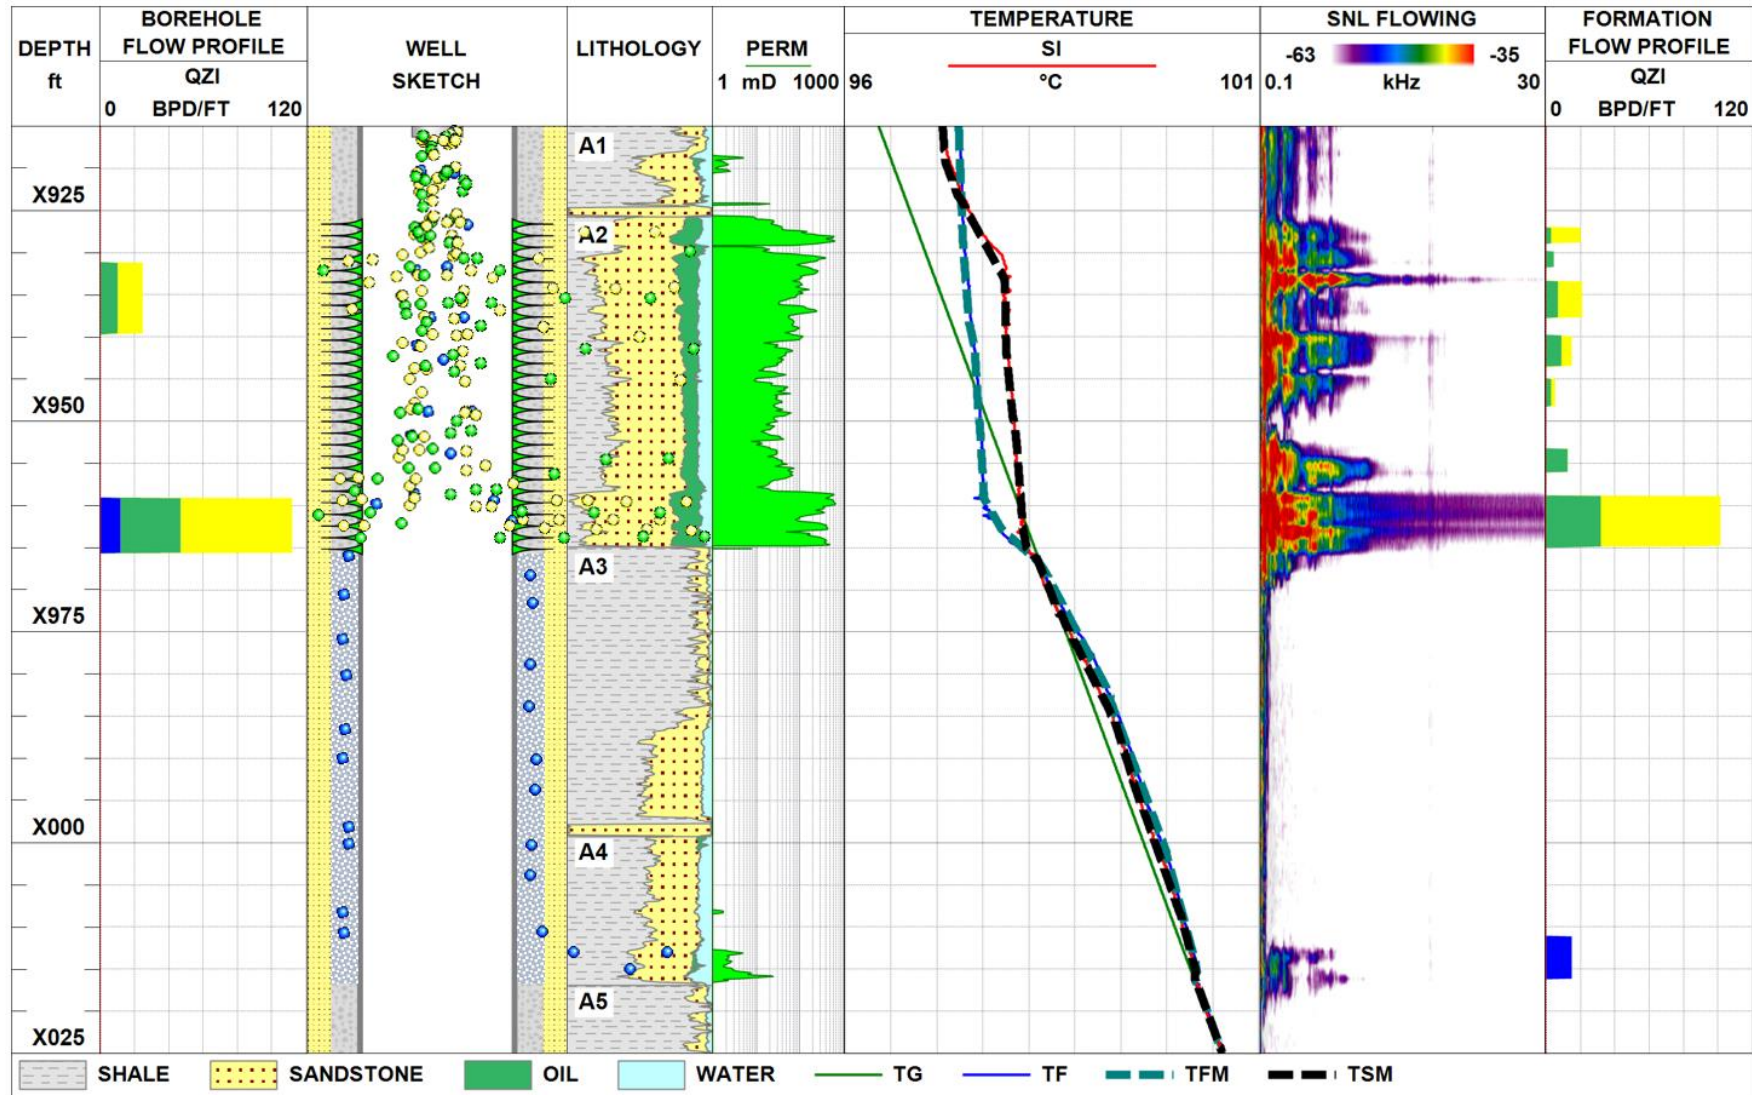 DEPTH
ft
BOREHOLE
FLOW PROFILE
QZI
0 BPD/FT 120
WELL
SKETCH
LITHOLOGY
PERM
1 mD 1000
TEMPERATURE
SI
96 °C 101
SNL FLOWING
-63 -35
0.1 kHz 30
FORMATION
FLOW PROFILE
QZI
0 BPD/FT 120
A1
X925
A2
X950
A3
X975
X000
A4
A5
X025
SHALE SANDSTONE OIL WATER TG TF TFM TSM